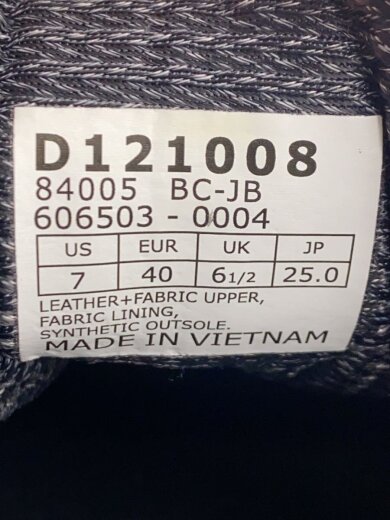 D121008
84005 BC-JB
606503 - 0004
US EUR UK JP
7 40 6 1/2 25.0
LEATHER+FABRIC UPPER,
FABRIC LINING,
SYNTHETIC OUTSOLE.
MADE IN VIETNAM